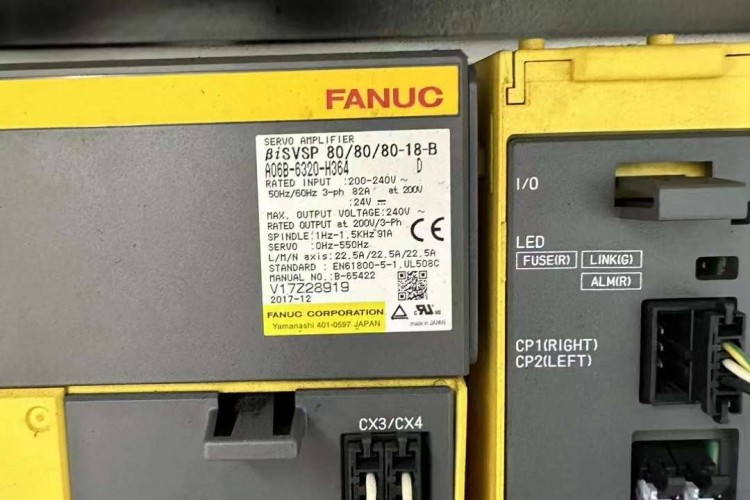 FANUC
SERVO AMPLIFIER
βiSVSP 80/80/80-18-B
A06B-6320-H364 D
RATED INPUT :200-240V ~
50Hz/60Hz 3-ph 82A at 200V
:24V ⎓
MAX. OUTPUT VOLTAGE:240V ~
RATED OUTPUT at 200V/3-Ph
SPINDLE:1Hz-1.5KHz 91A
SERVO :0Hz-550Hz
L/M/N axis: 22.5A/22.5A/22.5A
STANDARD : EN61800-5-1,UL508C
MANUAL NO.: B-65422
V17Z28919
2017-12
CE
FANUC CORPORATION
Yamanashi 401-0597 JAPAN
MADE IN JAPAN
CX3/CX4
I/O
LED
FUSE(R) LINK(G)
ALM(R)
CP1(RIGHT)
CP2(LEFT)